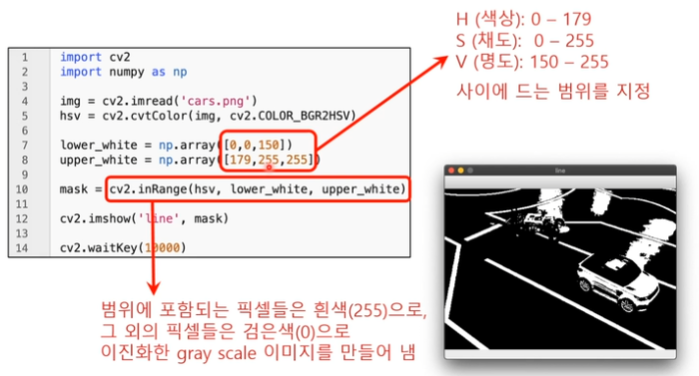 H (색상): 0 – 179
S (채도):  0 – 255
V (명도): 150 – 255
사이에 드는 범위를 지정
1 import cv2
2 import numpy as np
3
4 img = cv2.imread('cars.png')
5 hsv = cv2.cvtColor(img, cv2.COLOR_BGR2HSV)
6
7 lower_white = np.array([0,0,150])
8 upper_white = np.array([179,255,255])
9
10 mask = cv2.inRange(hsv, lower_white, upper_white)
11
12 cv2.imshow('line', mask)
13
14 cv2.waitKey(10000)
line
범위에 포함되는 픽셀들은 흰색(255)으로,
그 외의 픽셀들은 검은색(0)으로
이진화한 gray scale 이미지를 만들어 냄